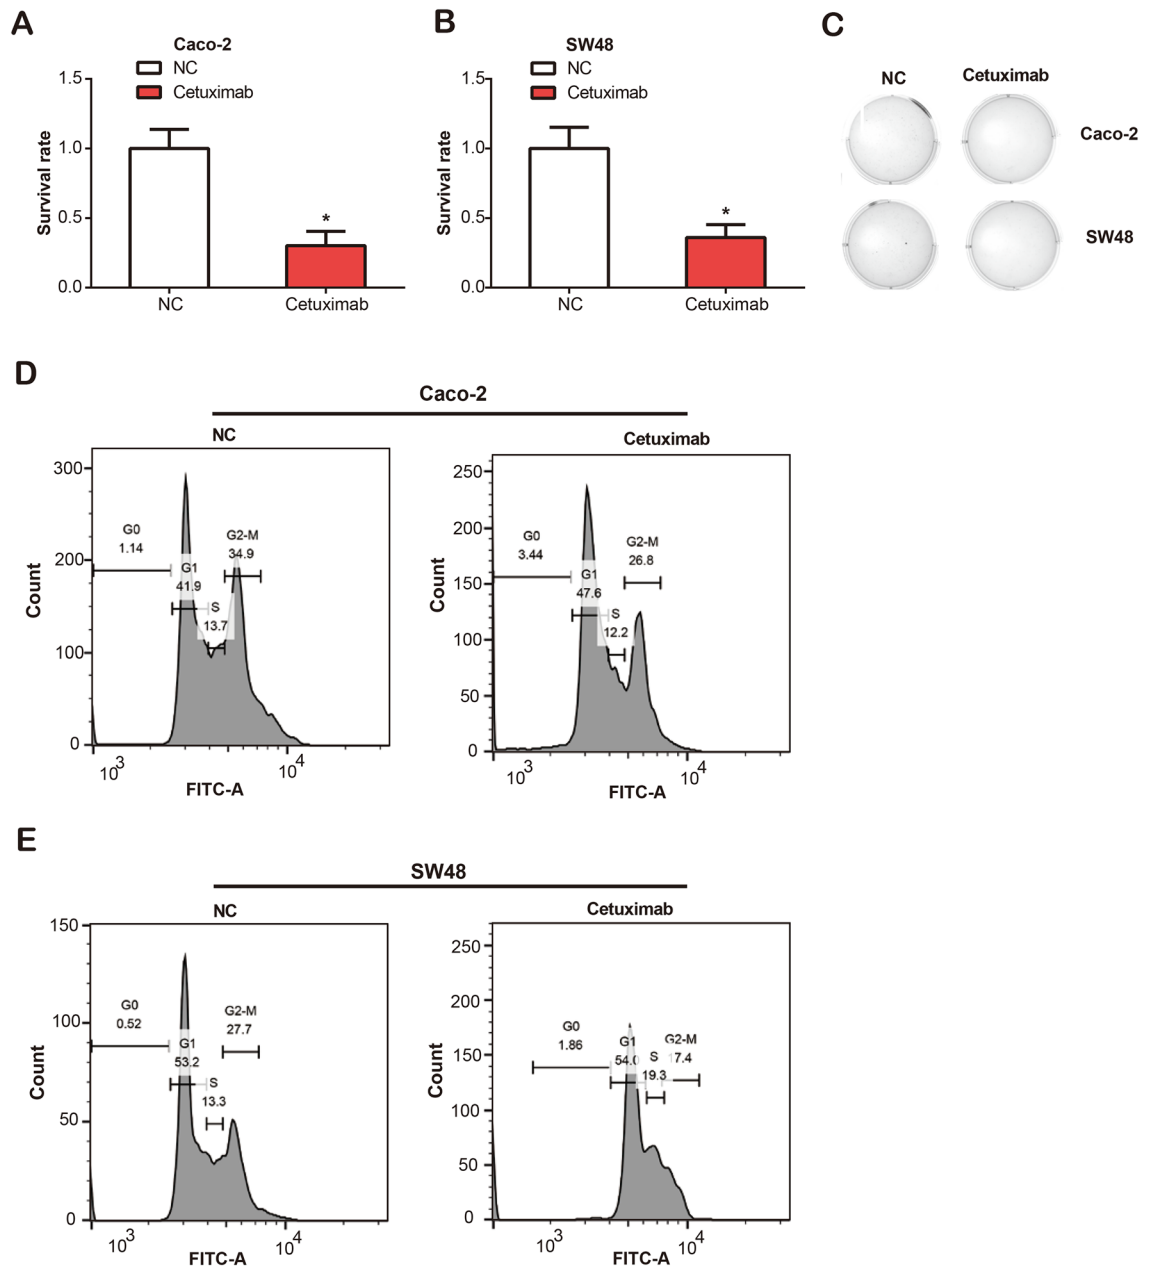 A
Caco-2
NC
Cetuximab
Survival rate
1.5
1.0
0.5
0.0
*
NC
Cetuximab
B
SW48
NC
Cetuximab
Survival rate
1.5
1.0
0.5
0.0
*
NC
Cetuximab
C
NC
Cetuximab
Caco-2
SW48
D
Caco-2
NC
Count
300
200
100
0
G0
1.14
G1
41.9
S
13.7
G2-M
34.9
10³
10⁴
FITC-A
Cetuximab
Count
250
200
150
100
50
0
G0
3.44
G1
47.6
S
12.2
G2-M
26.8
10³
10⁴
FITC-A
E
SW48
NC
Count
150
100
50
0
G0
0.52
G1
53.2
S
13.3
G2-M
27.7
10³
10⁴
FITC-A
Cetuximab
Count
250
200
150
100
50
0
G0
1.86
G1
54.0
S
19.3
G2-M
17.4
10³
10⁴
FITC-A